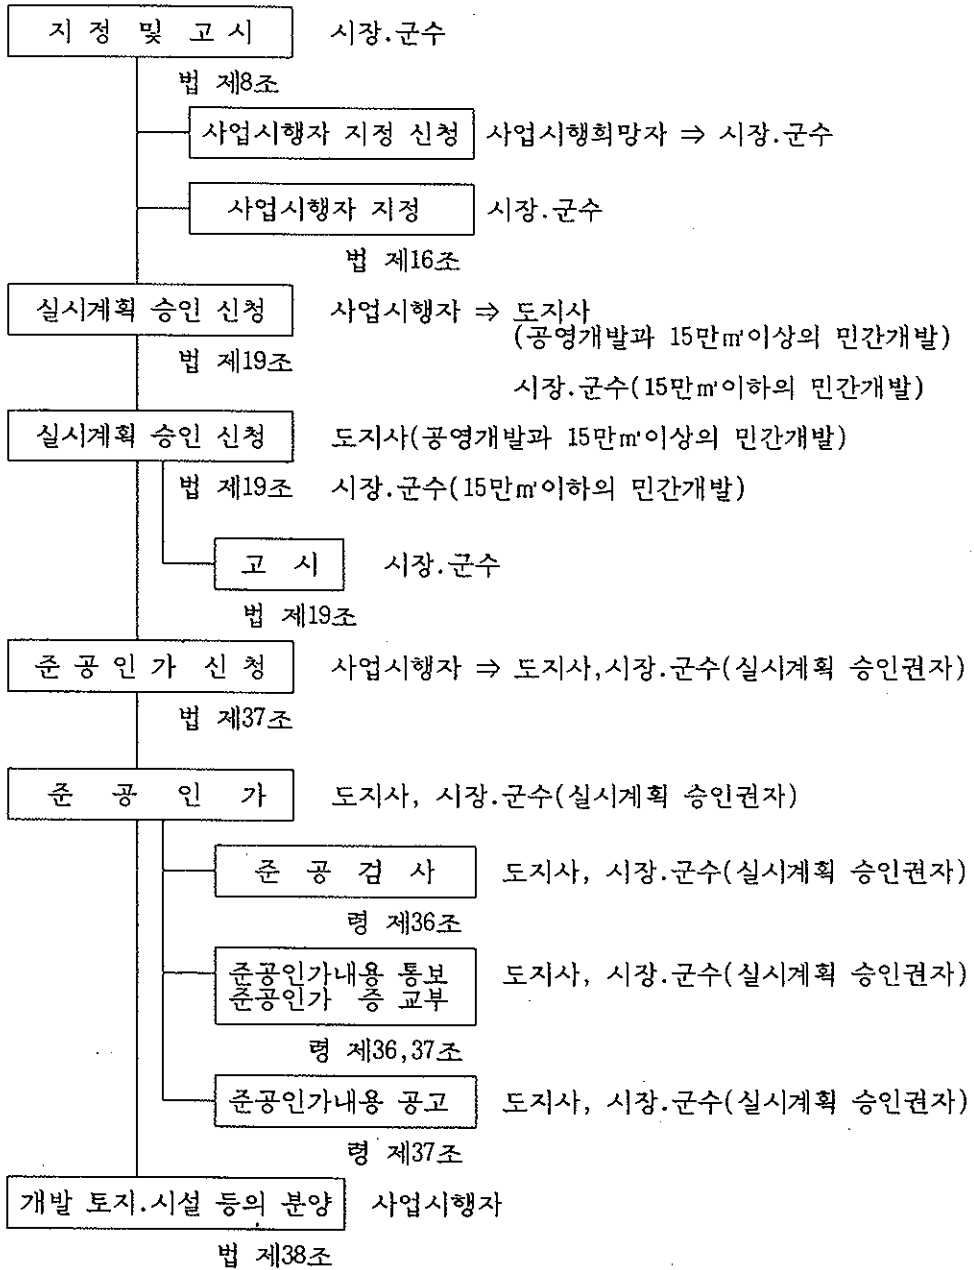 지 정 및 고 시 시장.군수
법 제8조
사업시행자 지정 신청 사업시행희망자 ⇒ 시장.군수
사업시행자 지정 시장.군수
법 제16조
실시계획 승인 신청 사업시행자 ⇒ 도지사
(공영개발과 15만㎡이상의 민간개발)
법 제19조
시장.군수(15만㎡이하의 민간개발)
실시계획 승인 신청 도지사(공영개발과 15만㎡이상의 민간개발)
법 제19조 시장.군수(15만㎡이하의 민간개발)
고 시 시장.군수
법 제19조
준 공 인 가 신 청 사업시행자 ⇒ 도지사,시장.군수(실시계획 승인권자)
법 제37조
준 공 인 가 도지사, 시장.군수(실시계획 승인권자)
준 공 검 사 도지사, 시장.군수(실시계획 승인권자)
령 제36조
준공인가내용 통보 도지사, 시장.군수(실시계획 승인권자)
준공인가 증 교부
령 제36,37조
준공인가내용 공고 도지사, 시장.군수(실시계획 승인권자)
령 제37조
개발 토지.시설 등의 분양 사업시행자
법 제38조